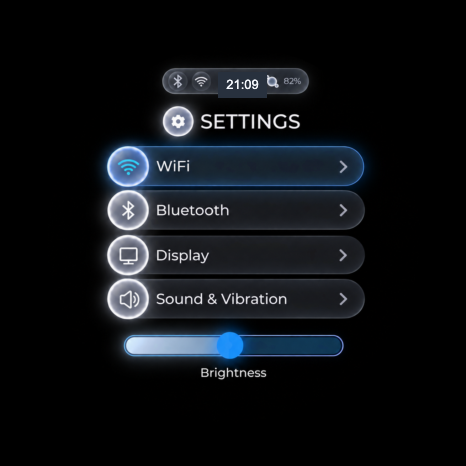 21:09 82%
SETTINGS
WiFi
Bluetooth
Display
Sound & Vibration
Brightness